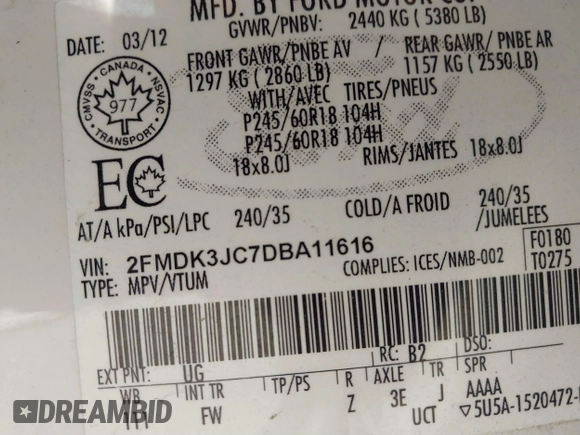 MFD. BY FORD MOTOR CO.
DATE: 03/12
GVWR/PNBV: 2440 KG ( 5380 LB)
FRONT GAWR/PNBE AV
1297 KG ( 2860 LB)
REAR GAWR/ PNBE AR
1157 KG ( 2550 LB)
WITH/AVEC TIRES/PNEUS
P245/60R18 104H
P245/60R18 104H
18x8.0J RIMS/JANTES 18x8.0J
CMVSS · CANADA · NSVAC
977
TRANSPORT
EC
AT/A kPa/PSI/LPC 240/35 COLD/A FROID 240/35
/JUMELEES
VIN: 2FMDK3JC7DBA11616
TYPE: MPV/VTUM
COMPLIES: ICES/NMB-002
F0180
T0275
EXT PNT: UG RC: B2 DSO:
WB INT TR TP/PS R AXLE TR SPR
111 FW Z 3E J AAAA
UCT ▽5U5A-1520472-
DREAMBID